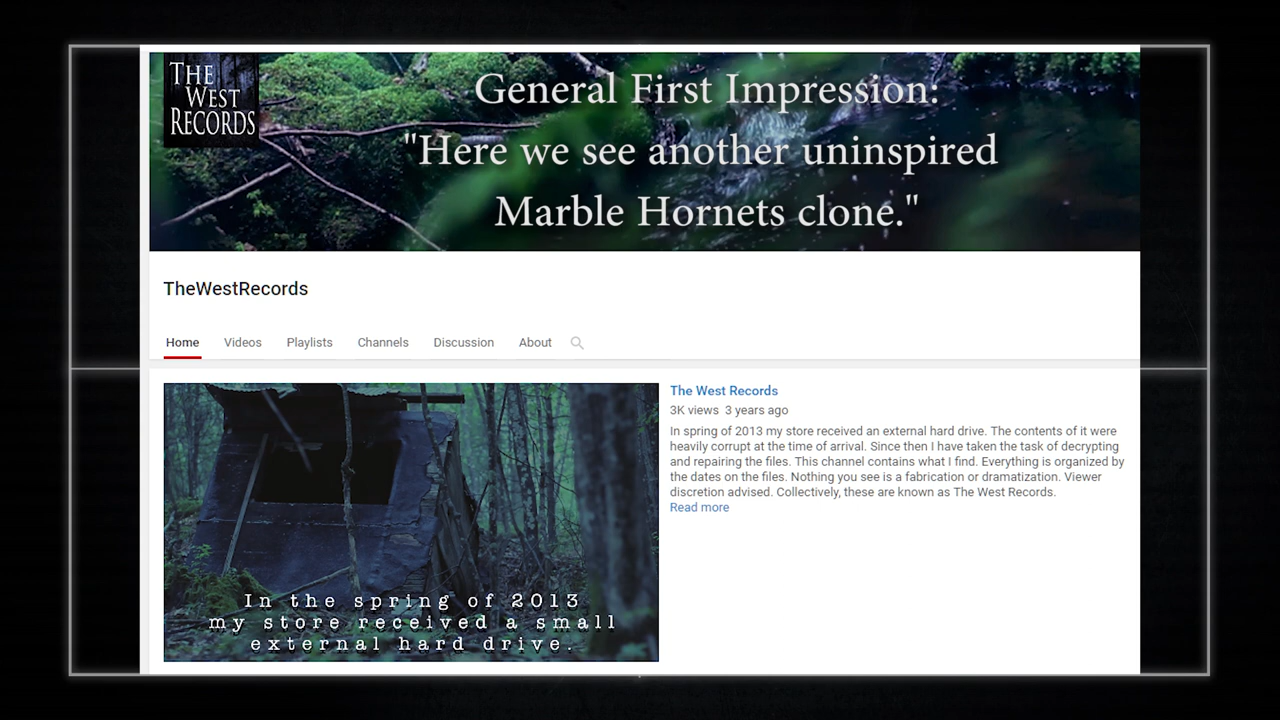 THE
WEST
RECORDS
General First Impression:
"Here we see another uninspired
Marble Hornets clone."
TheWestRecords
Home Videos Playlists Channels Discussion About
The West Records
3K views 3 years ago
In spring of 2013 my store received an external hard drive. The contents of it were
heavily corrupt at the time of arrival. Since then I have taken the task of decrypting
and repairing the files. This channel contains what I find. Everything is organized by
the dates on the files. Nothing you see is a fabrication or dramatization. Viewer
discretion advised. Collectively, these are known as The West Records.
Read more
In the spring of 2013
my store received a small
external hard drive.